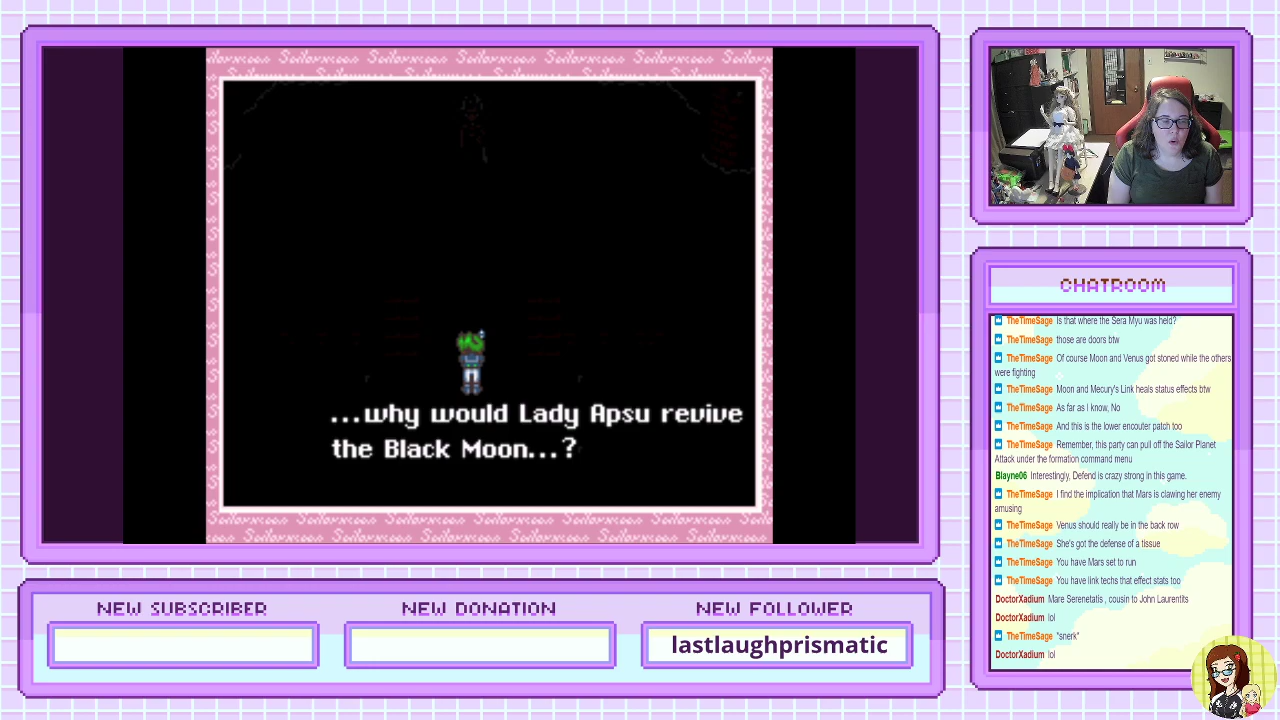 ...why would Lady Apsu revive
the Black Moon...?
CHATROOM
TheTimeSage Is that where the Sera Myu was held?
TheTimeSage those are doors btw
TheTimeSage Of course Moon and Venus got stoned while the others
were fighting
TheTimeSage Moon and Mecury's Link heals status effects btw
TheTimeSage As far as I know, No
TheTimeSage And this is the lower encouter patch too
TheTimeSage Remember, this party can pull off the Sailor Planet
Attack under the formation command menu
Blayne06 Interestingly, Defend is crazy strong in this game.
TheTimeSage I find the implication that Mars is clawing her enemy
amusing
TheTimeSage Venus should really be in the back row
TheTimeSage She's got the defense of a tissue
TheTimeSage You have Mars set to run
TheTimeSage You have link techs that effect stats too
DoctorXadium Mare Serenetatis , cousin to John Laurentits
DoctorXadium lol
TheTimeSage "snerk"
DoctorXadium lol
NEW SUBSCRIBER
NEW DONATION
NEW FOLLOWER
lastlaughprismatic